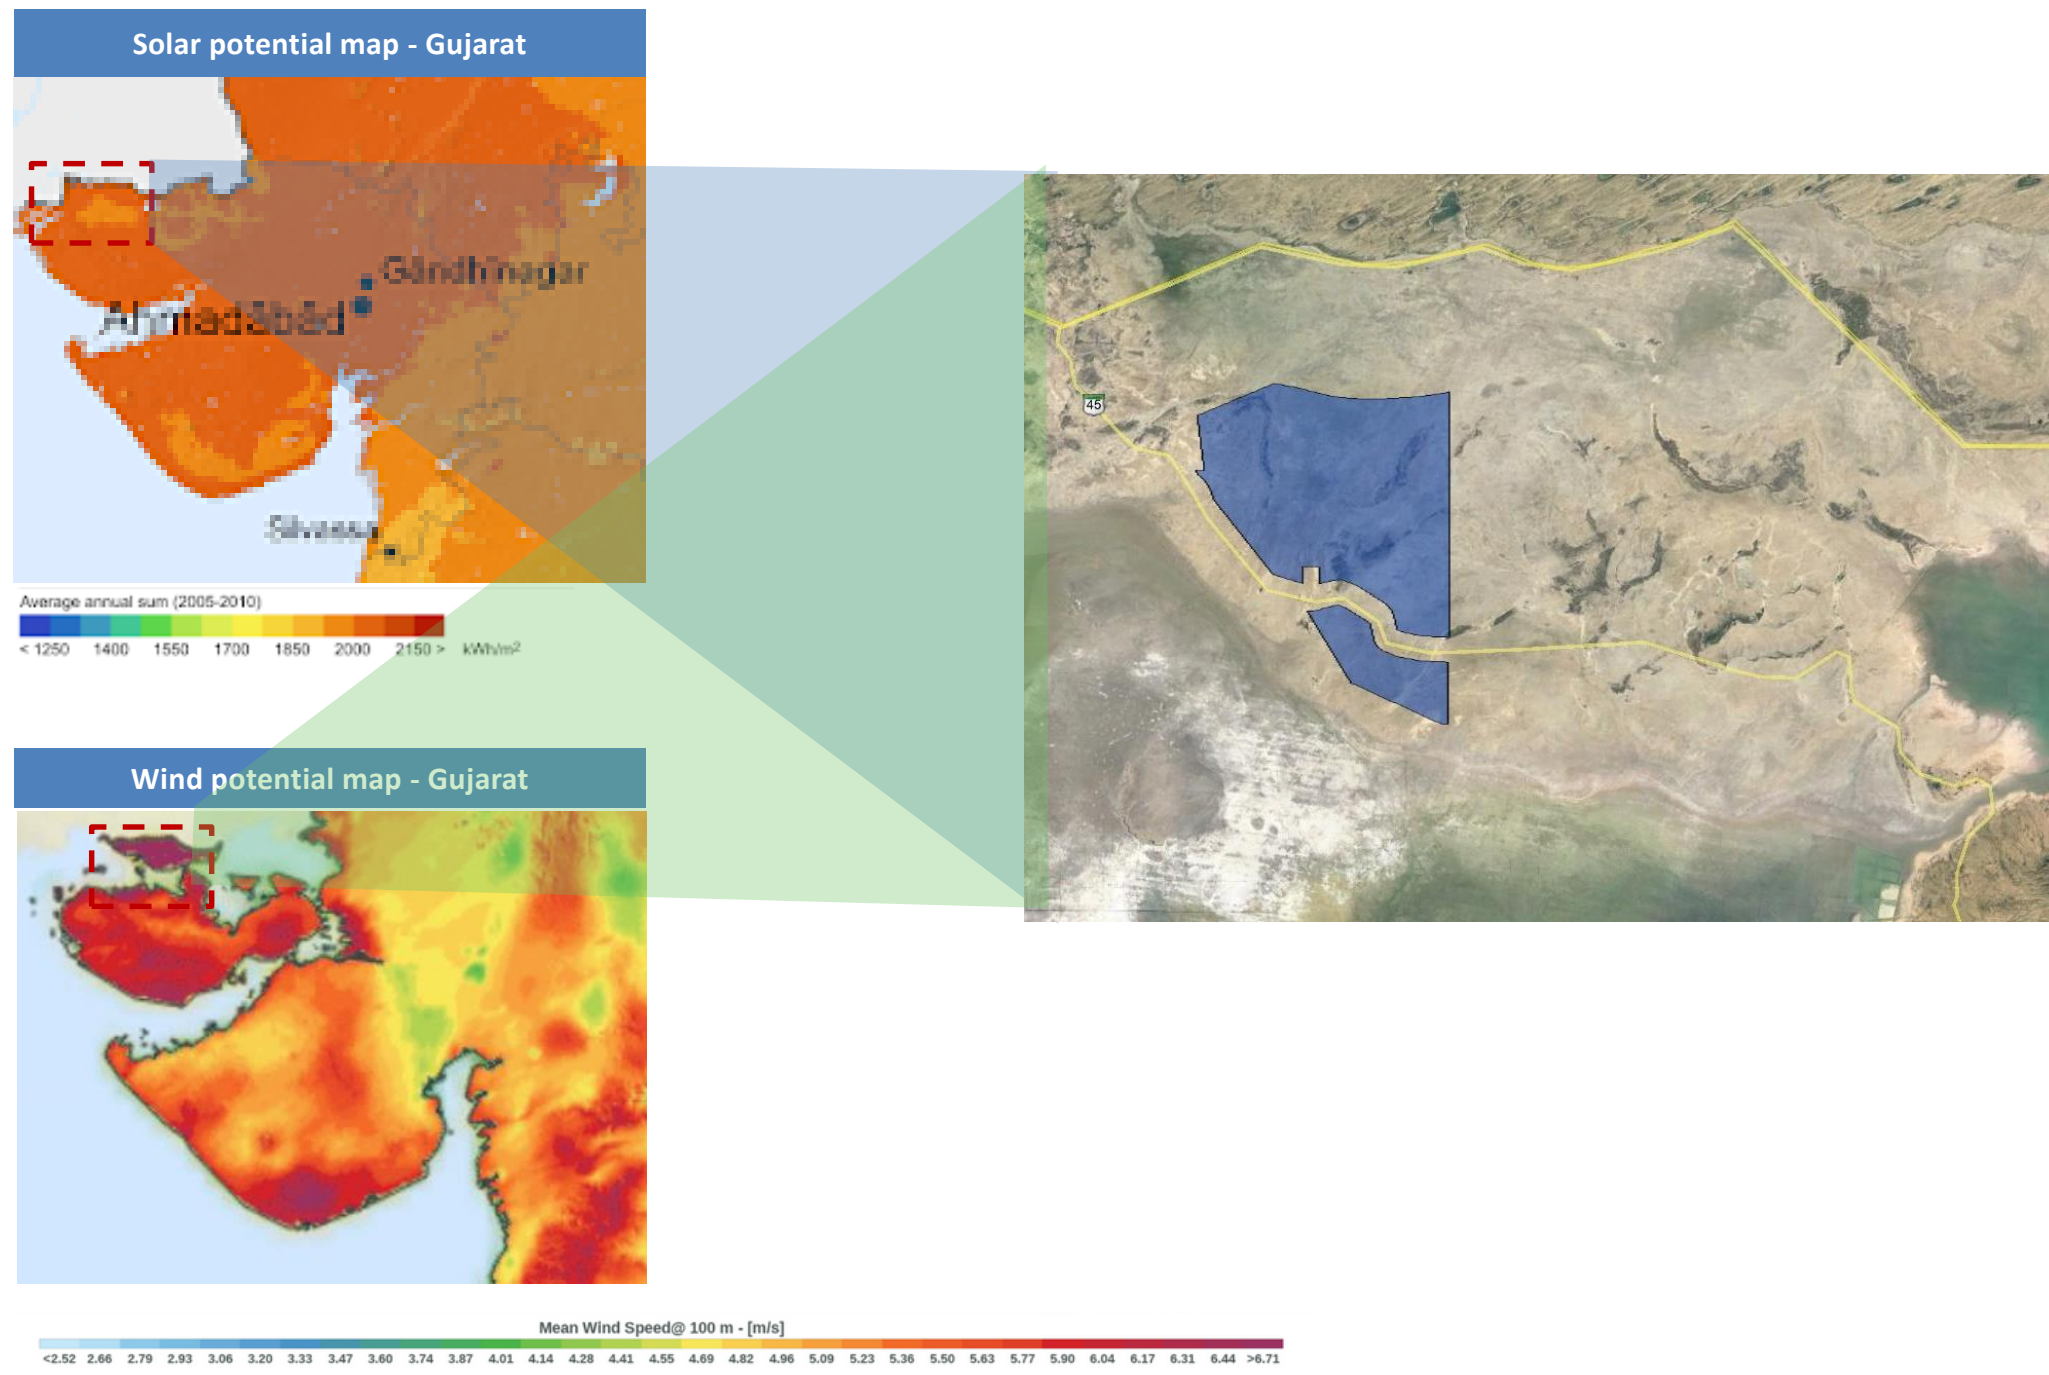 Solar potential map - Gujarat
Gāndhīnagar
Ahmadābād
Silvassa
Average annual sum (2005-2010)
< 1250 1400 1550 1700 1850 2000 2150 > kWh/m2
45
Wind potential map - Gujarat
Mean Wind Speed@ 100 m - [m/s]
<2.52 2.66 2.79 2.93 3.06 3.20 3.33 3.47 3.60 3.74 3.87 4.01 4.14 4.28 4.41 4.55 4.69 4.82 4.96 5.09 5.23 5.36 5.50 5.63 5.77 5.90 6.04 6.17 6.31 6.44 >6.71